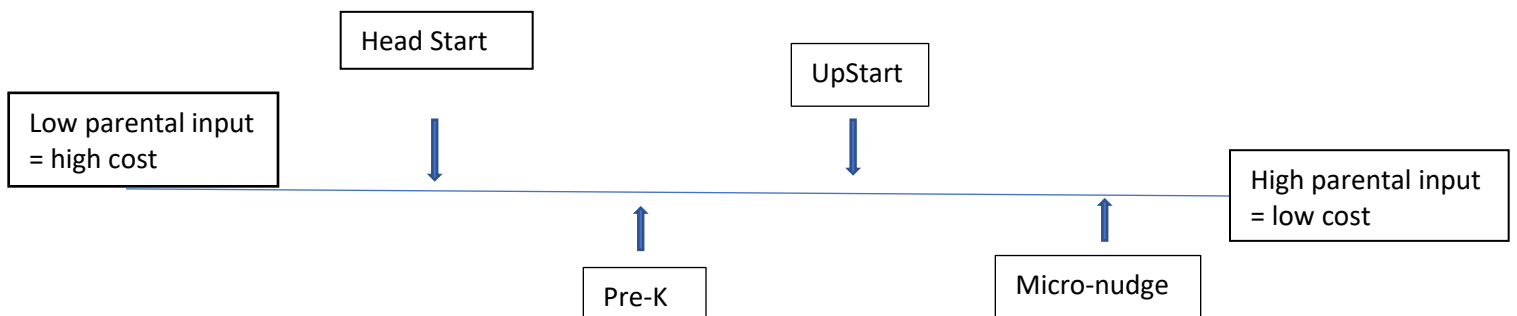 Head Start
UpStart
Low parental input
= high cost
High parental input
= low cost
Pre-K
Micro-nudge